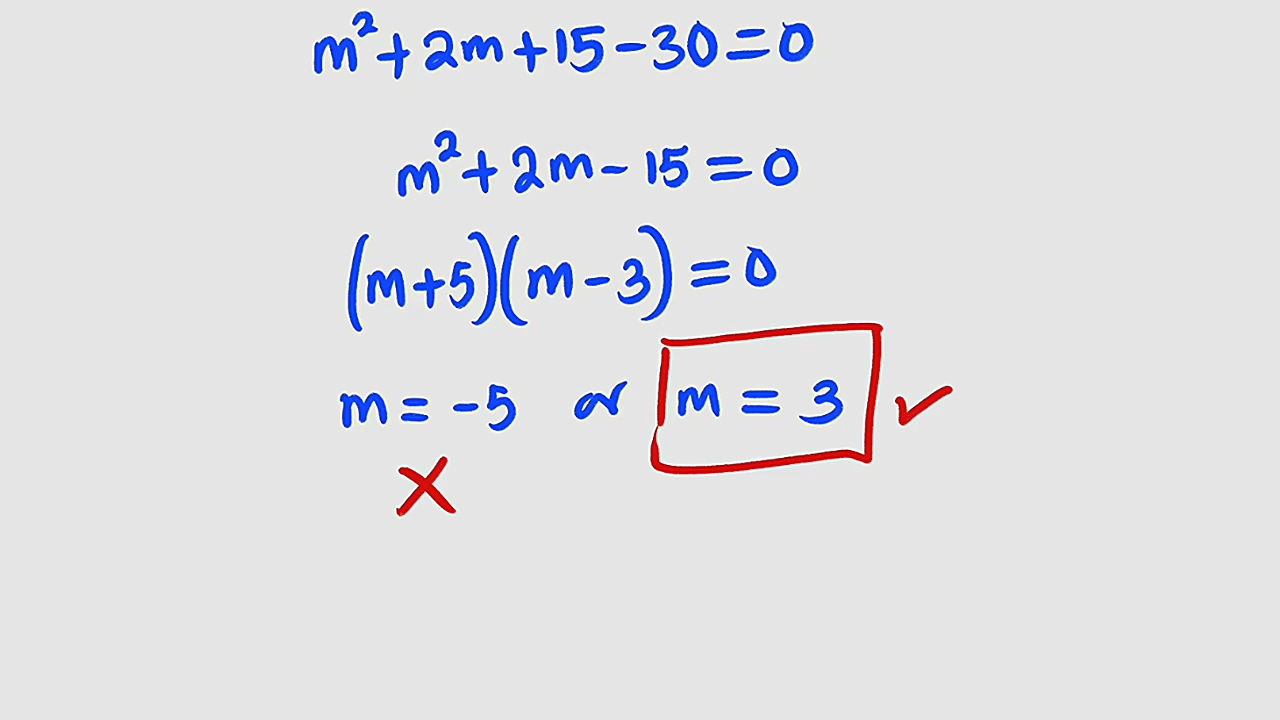 m²+2m+15-30=0
m²+2m-15=0
(m+5)(m-3)=0
m=-5 or m=3 ✓
✗